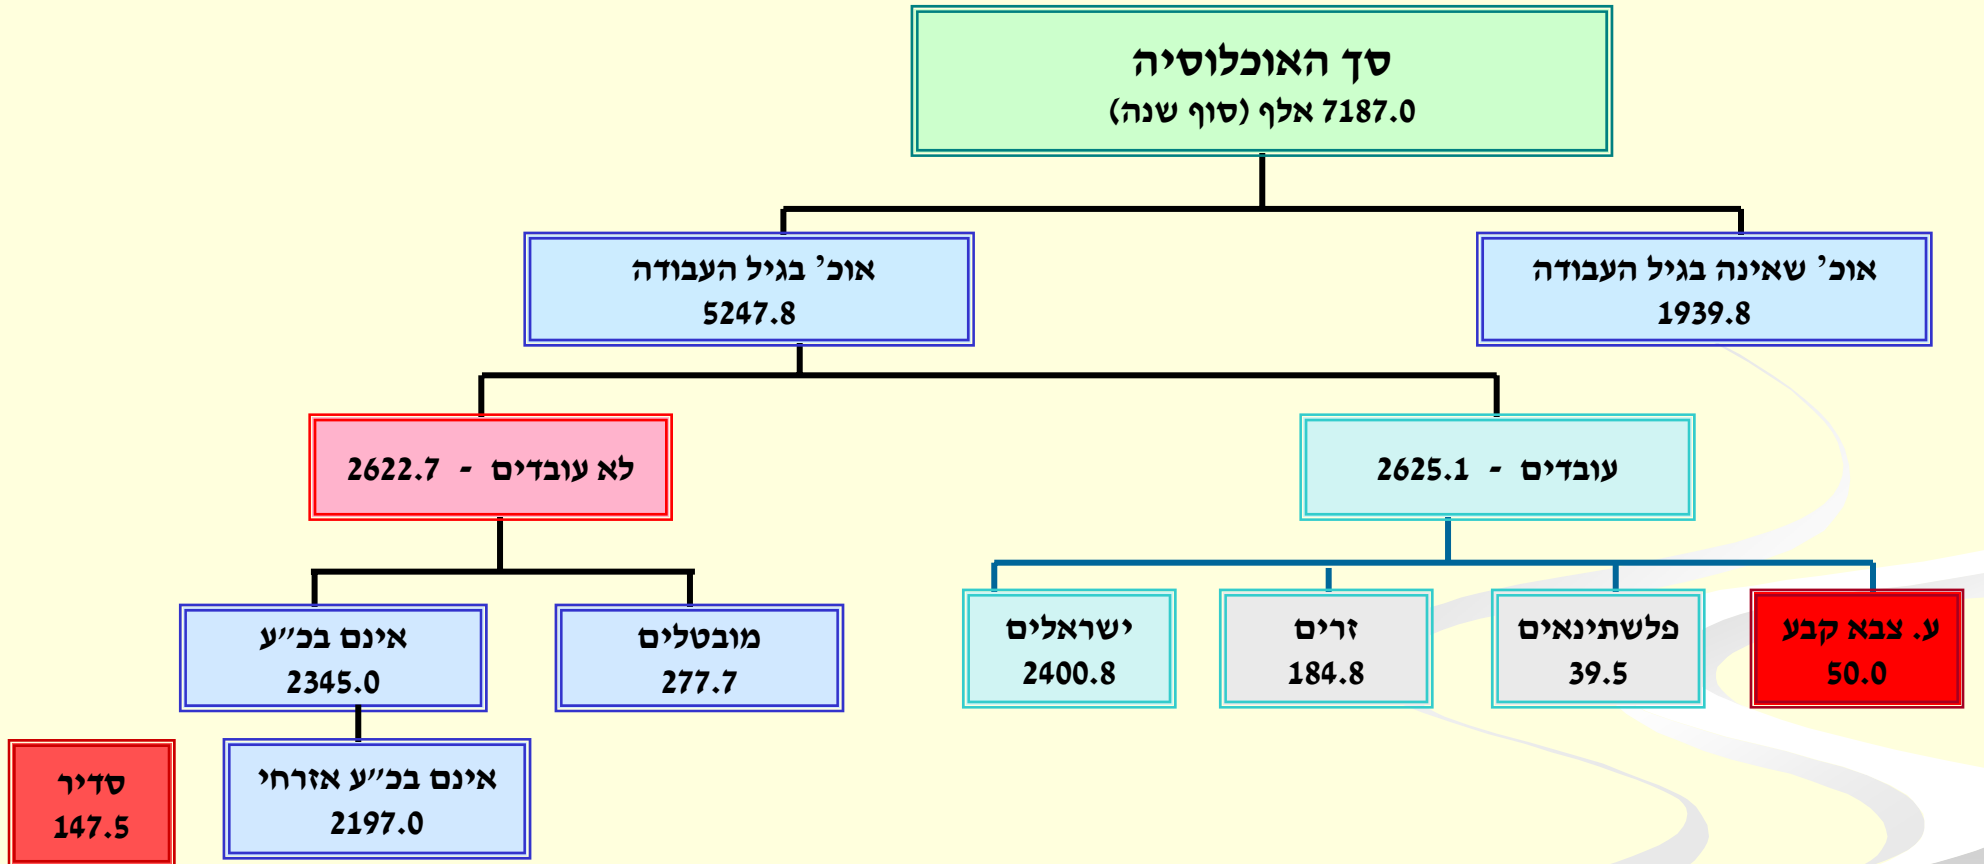 סך האוכלוסיה
7187.0 אלף (סוף שנה)
אוכ' שאינה בגיל העבודה
1939.8
אוכ' בגיל העבודה
5247.8
עובדים - 2625.1
לא עובדים - 2622.7
ע. צבא קבע
50.0
פלשתינאים
39.5
זרים
184.8
ישראלים
2400.8
מובטלים
277.7
אינם בכ"ע
2345.0
אינם בכ"ע אזרחי
2197.0
סדיר
147.5